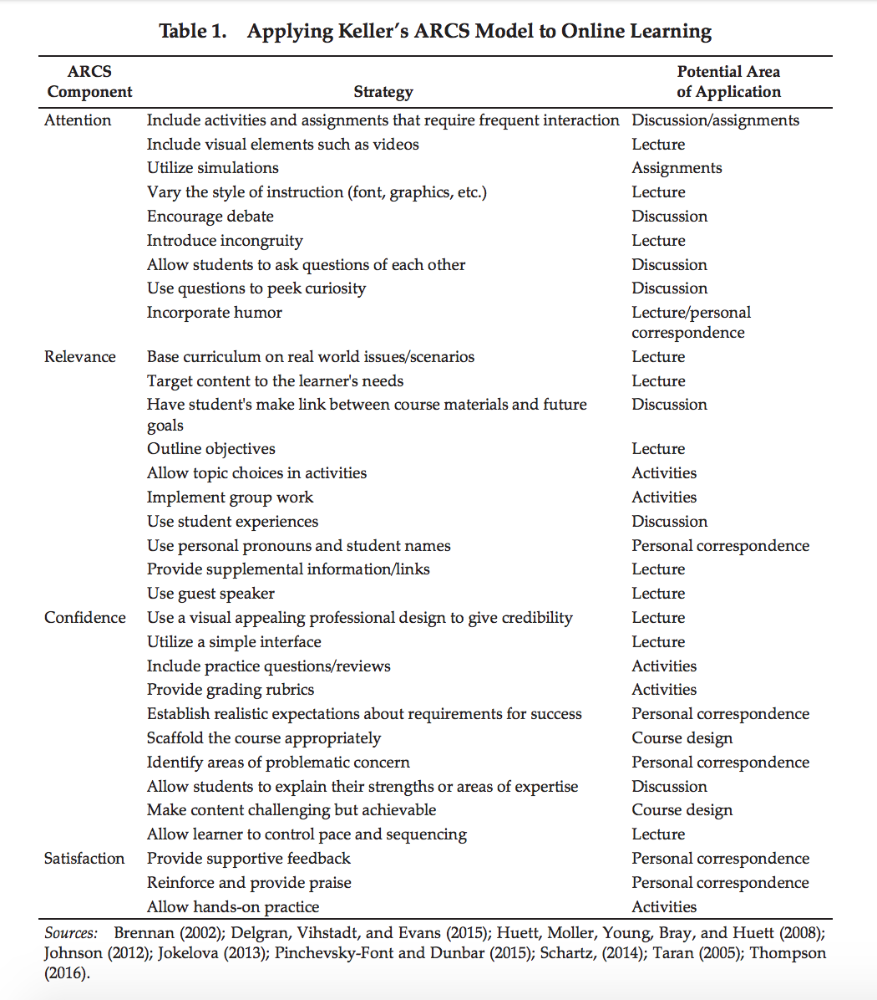 Table 1. Applying Keller's ARCS Model to Online Learning
ARCS Component Strategy Potential Area of Application
Attention Include activities and assignments that require frequent interaction Discussion/assignments
Include visual elements such as videos Lecture
Utilize simulations Assignments
Vary the style of instruction (font, graphics, etc.) Lecture
Encourage debate Discussion
Introduce incongruity Lecture
Allow students to ask questions of each other Discussion
Use questions to peek curiosity Discussion
Incorporate humor Lecture/personal
correspondence
Relevance Base curriculum on real world issues/scenarios Lecture
Target content to the learner's needs Lecture
Have student's make link between course materials and future Discussion
goals
Outline objectives Lecture
Allow topic choices in activities Activities
Implement group work Activities
Use student experiences Discussion
Use personal pronouns and student names Personal correspondence
Provide supplemental information/links Lecture
Use guest speaker Lecture
Confidence Use a visual appealing professional design to give credibility Lecture
Utilize a simple interface Lecture
Include practice questions/reviews Activities
Provide grading rubrics Activities
Establish realistic expectations about requirements for success Personal correspondence
Scaffold the course appropriately Course design
Identify areas of problematic concern Personal correspondence
Allow students to explain their strengths or areas of expertise Discussion
Make content challenging but achievable Course design
Allow learner to control pace and sequencing Lecture
Satisfaction Provide supportive feedback Personal correspondence
Reinforce and provide praise Personal correspondence
Allow hands-on practice Activities
Sources: Brennan (2002); Delgran, Vihstadt, and Evans (2015); Huett, Moller, Young, Bray, and Huett (2008);
Johnson (2012); Jokelova (2013); Pinchevsky-Font and Dunbar (2015); Schartz, (2014); Taran (2005); Thompson
(2016).